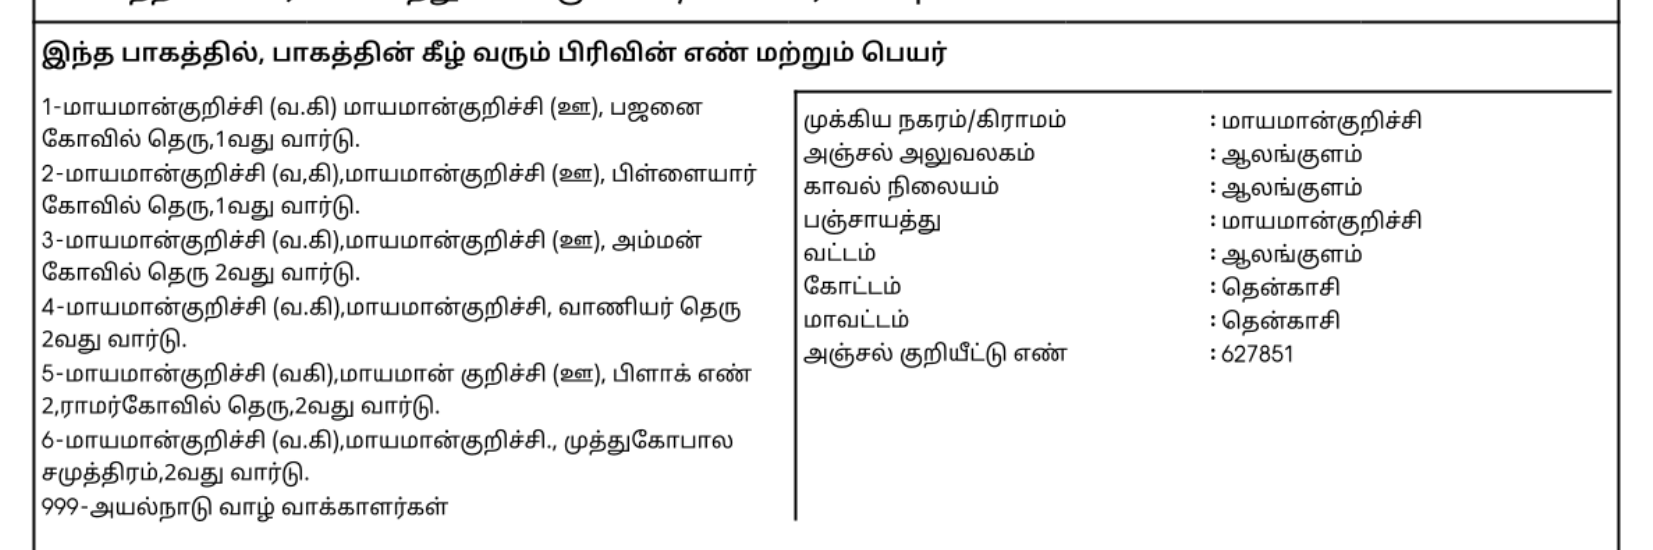 இந்த பாகத்தில், பாகத்தின் கீழ் வரும் பிரிவின் எண் மற்றும் பெயர்
1-மாயமான்குறிச்சி (வ.கி) மாயமான்குறிச்சி (ஊ), பஜனை
கோவில் தெரு,1வது வார்டு.
2-மாயமான்குறிச்சி (வ,கி),மாயமான்குறிச்சி (ஊ), பிள்ளையார்
கோவில் தெரு,1வது வார்டு.
3-மாயமான்குறிச்சி (வ.கி),மாயமான்குறிச்சி (ஊ), அம்மன்
கோவில் தெரு 2வது வார்டு.
4-மாயமான்குறிச்சி (வ.கி),மாயமான்குறிச்சி, வாணியர் தெரு
2வது வார்டு.
5-மாயமான்குறிச்சி (வகி),மாயமான் குறிச்சி (ஊ), பிளாக் எண்
2,ராமர்கோவில் தெரு,2வது வார்டு.
6-மாயமான்குறிச்சி (வ.கி),மாயமான்குறிச்சி., முத்துகோபால
சமுத்திரம்,2வது வார்டு.
999-அயல்நாடு வாழ் வாக்காளர்கள்
முக்கிய நகரம்/கிராமம் : மாயமான்குறிச்சி
அஞ்சல் அலுவலகம் : ஆலங்குளம்
காவல் நிலையம் : ஆலங்குளம்
பஞ்சாயத்து : மாயமான்குறிச்சி
வட்டம் : ஆலங்குளம்
கோட்டம் : தென்காசி
மாவட்டம் : தென்காசி
அஞ்சல் குறியீட்டு எண் : 627851